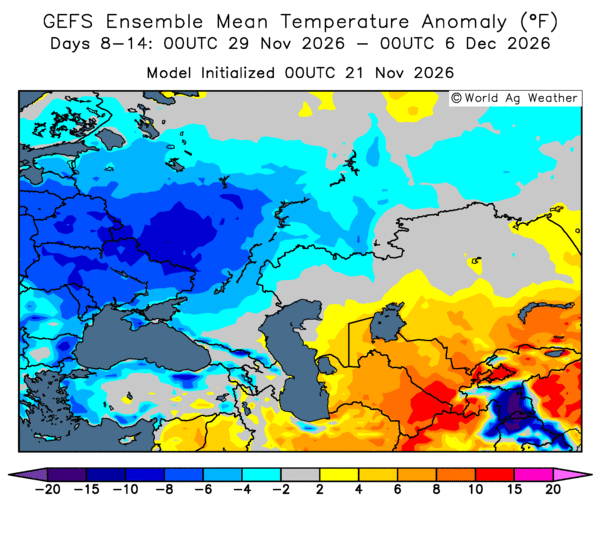 GEFS Ensemble Mean Temperature Anomaly (°F)
Days 8–14: 00UTC 29 Nov 2026 – 00UTC 6 Dec 2026
Model Initialized 00UTC 21 Nov 2026
©World Ag Weather
−20 −15 −10 −8 −6 −4 −2 2 4 6 8 10 15 20